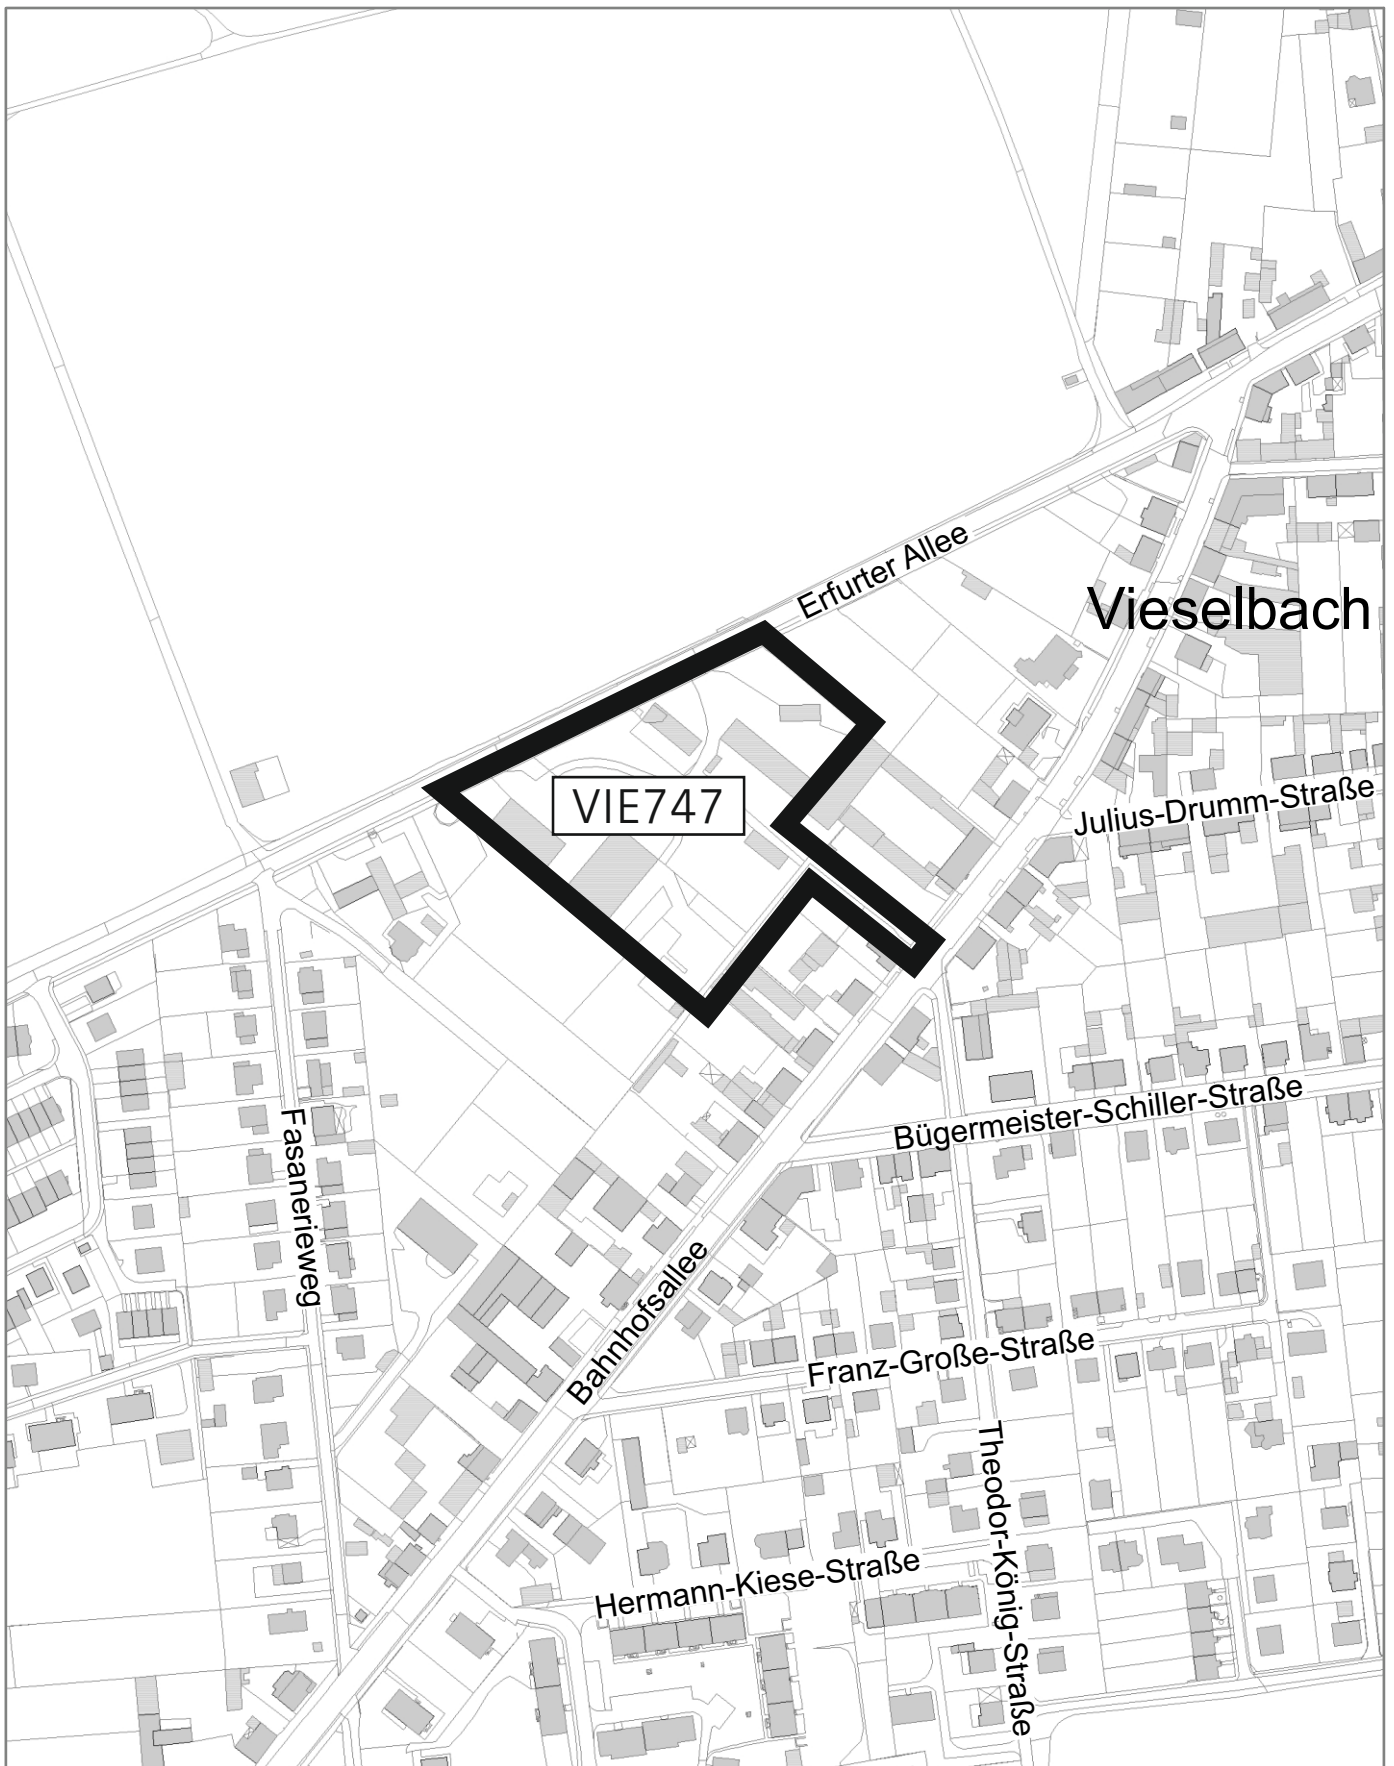 Erfurter Allee
Vieselbach
VIE747
Julius-Drumm-Straße
Bügermeister-Schiller-Straße
Fasanerieweg
Bahnhofsallee
Franz-Große-Straße
Theodor-König-Straße
Hermann-Kiese-Straße